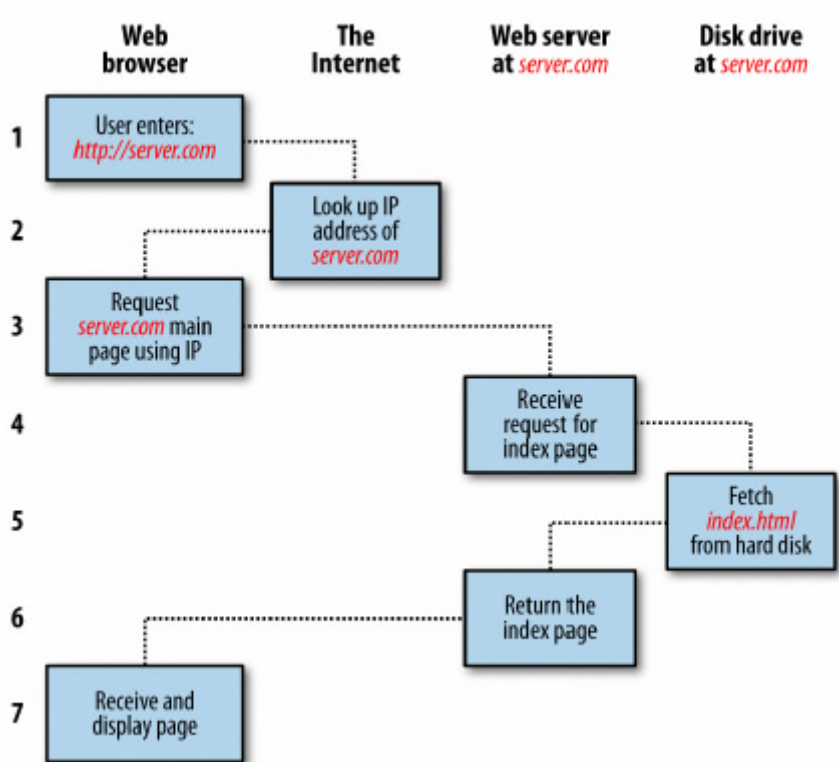 Web
browser
The
Internet
Web server
at server.com
Disk drive
at server.com
1
User enters:
http://server.com
2
Look up IP
address of
server.com
3
Request
server.com main
page using IP
4
Receive
request for
index page
5
Fetch
index.html
from hard disk
6
Return the
index page
7
Receive and
display page